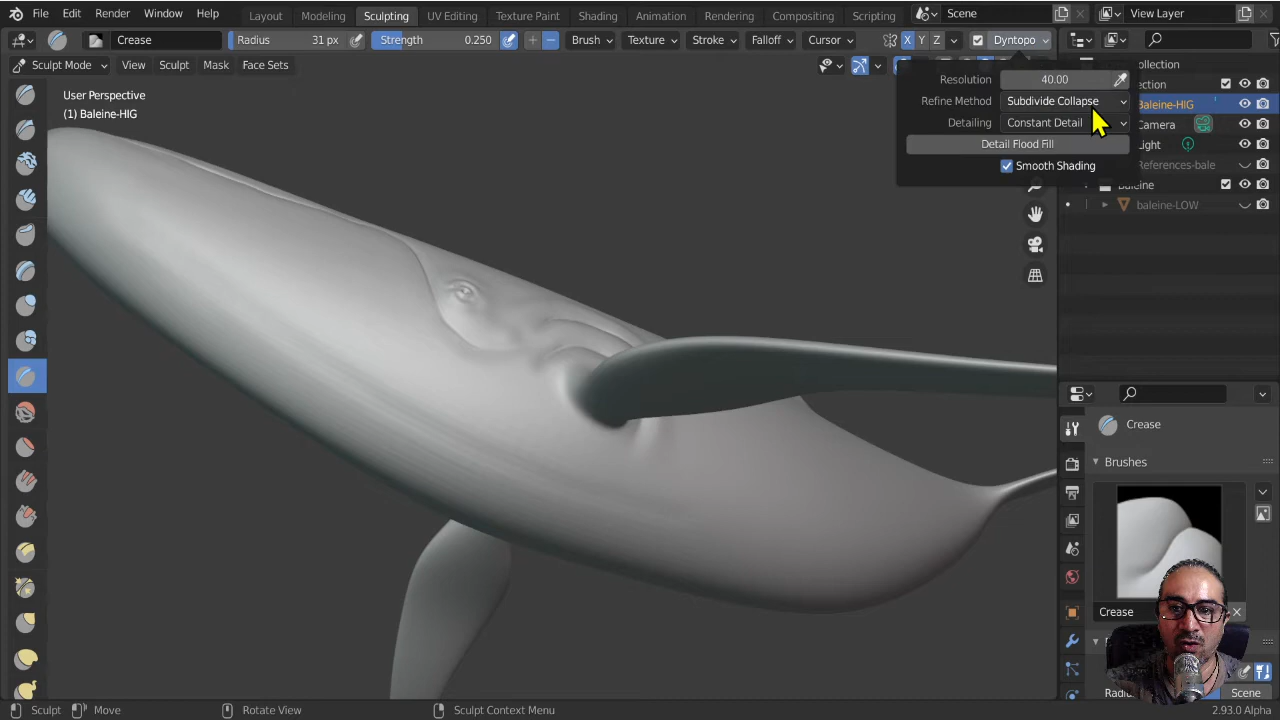 File Edit Render Window Help Layout Modeling Sculpting UV Editing Texture Paint Shading Animation Rendering Compositing Scripting Scene View Layer
Crease Radius 31 px Strength 0.250 Brush Texture Stroke Falloff Cursor X Y Z Dyntopo
Sculpt Mode View Sculpt Mask Face Sets
ollection
User Perspective
(1) Baleine-HIG
Resolution 40.00
ection
Refine Method Subdivide Collapse
Baleine-HIG
Detailing Constant Detail
Camera
Detail Flood Fill
Light
Smooth Shading
References-bale
Baleine
baleine-LOW
Crease
Brushes
Crease
Radiu Scene
Sculpt Move Rotate View Sculpt Context Menu 2.93.0 Alpha